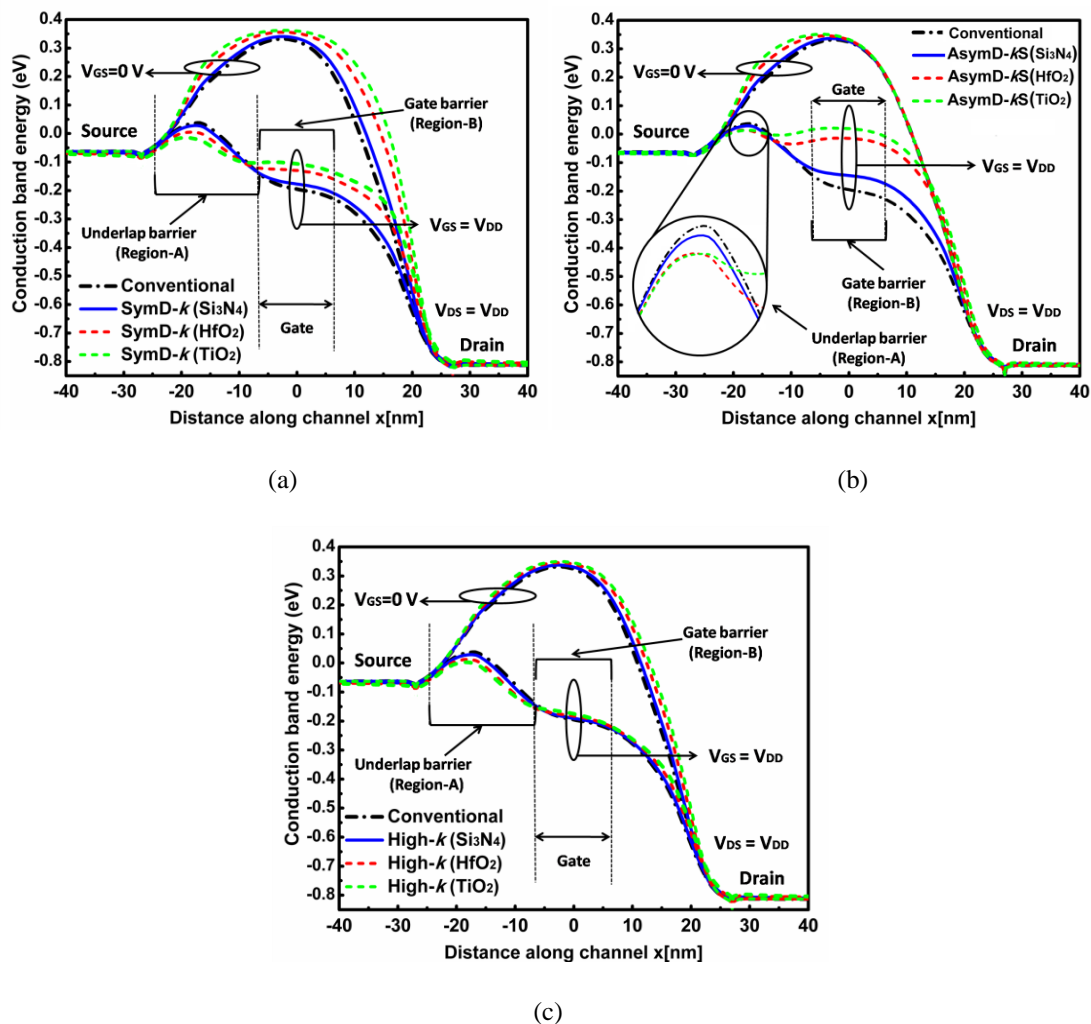 Conduction band energy (eV)
0.4
0.3
0.2
0.1
0.0
-0.1
-0.2
-0.3
-0.4
-0.5
-0.6
-0.7
-0.8
VGS=0 V
Gate barrier
(Region-B)
Source
VGS = VDD
Underlap barrier
(Region-A)
Conventional
SymD-k (Si3N4)
SymD-k (HfO2)
SymD-k (TiO2)
Gate
VDS = VDD
Drain
-40 -30 -20 -10 0 10 20 30 40
Distance along channel x[nm]
(a)
Conduction band energy (eV)
0.4
0.3
0.2
0.1
0.0
-0.1
-0.2
-0.3
-0.4
-0.5
-0.6
-0.7
-0.8
Conventional
AsymD-kS(Si3N4)
AsymD-kS(HfO2)
AsymD-kS(TiO2)
VGS=0 V
Gate
Source
VGS = VDD
Gate barrier
(Region-B)
VDS = VDD
Underlap barrier
(Region-A)
Drain
-40 -30 -20 -10 0 10 20 30 40
Distance along channel x[nm]
(b)
Conduction band energy (eV)
0.4
0.3
0.2
0.1
0.0
-0.1
-0.2
-0.3
-0.4
-0.5
-0.6
-0.7
-0.8
VGS=0 V
Gate barrier
(Region-B)
Source
VGS = VDD
Underlap barrier
(Region-A)
Conventional
High-k (Si3N4)
High-k (HfO2)
High-k (TiO2)
Gate
VDS = VDD
Drain
-40 -30 -20 -10 0 10 20 30 40
Distance along channel x[nm]
(c)